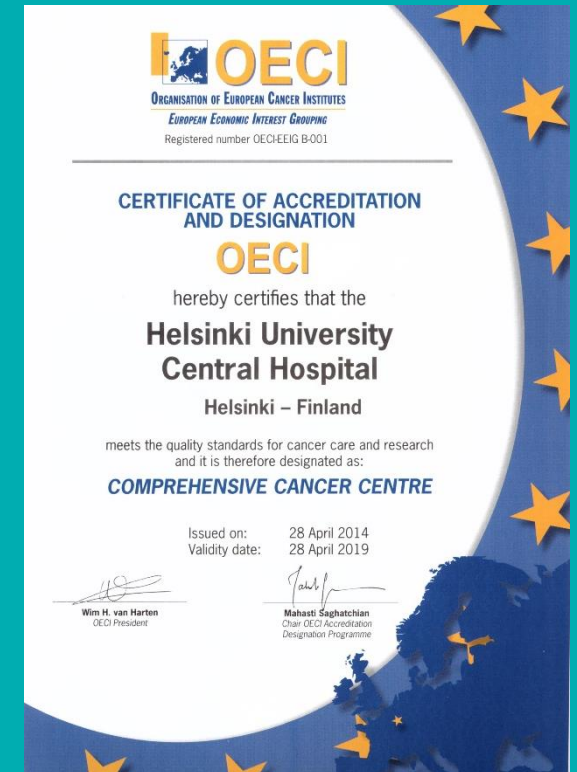 OECI
ORGANISATION OF EUROPEAN CANCER INSTITUTES
EUROPEAN ECONOMIC INTEREST GROUPING
Registered number OECI-EEIG B-001
CERTIFICATE OF ACCREDITATION
AND DESIGNATION
OECI
hereby certifies that the
Helsinki University
Central Hospital
Helsinki – Finland
meets the quality standards for cancer care and research
and it is therefore designated as:
COMPREHENSIVE CANCER CENTRE
Issued on: 28 April 2014
Validity date: 28 April 2019
Wim H. van Harten
OECI President
Mahasti Saghatchian
Chair OECI Accreditation
Designation Programme